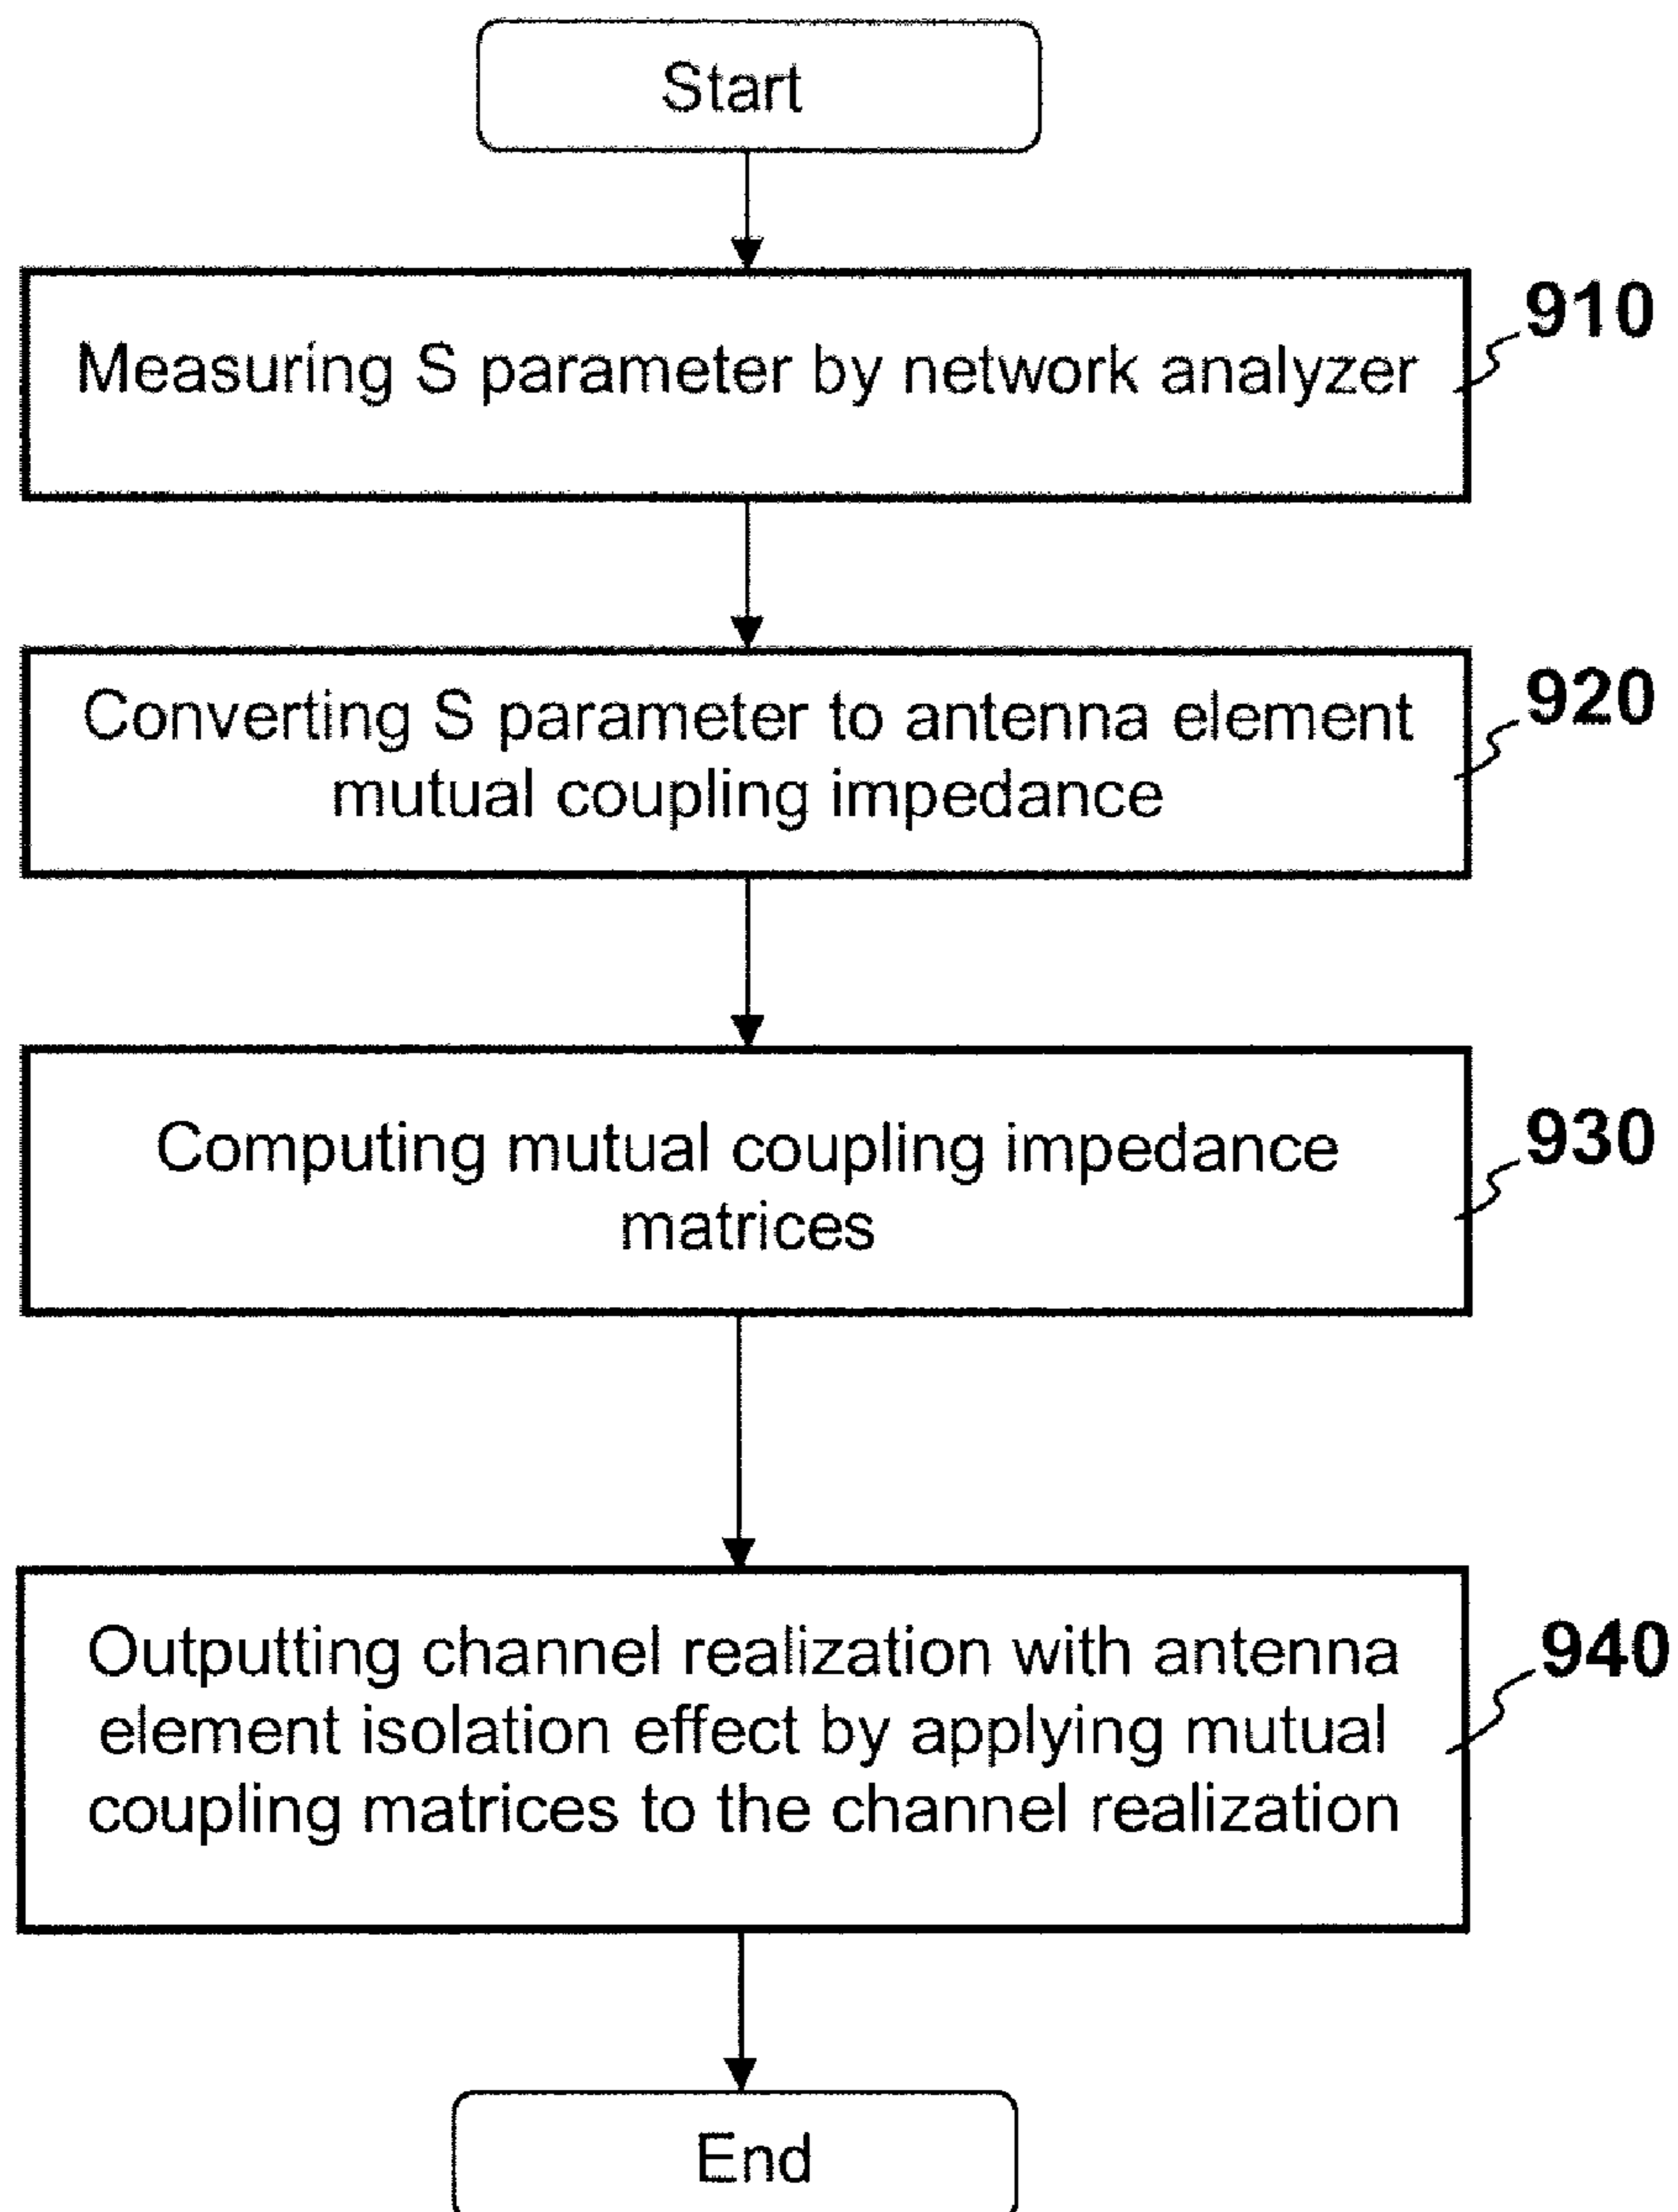 Start
Measuring S parameter by network analyzer
910
Converting S parameter to antenna element
mutual coupling impedance
920
Computing mutual coupling impedance
matrices
930
Outputting channel realization with antenna
element isolation effect by applying mutual
coupling matrices to the channel realization
940
End